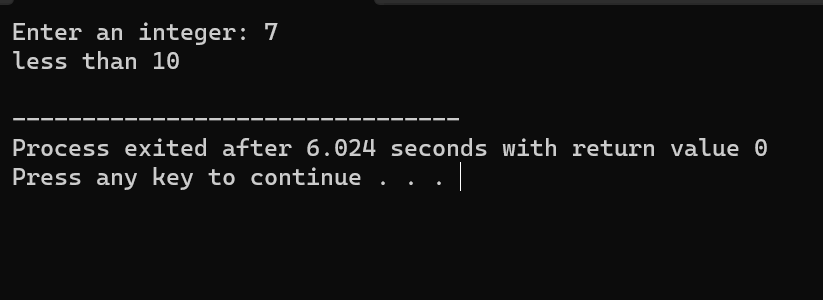 Enter an integer: 7
less than 10
--------------------------------
Process exited after 6.024 seconds with return value 0
Press any key to continue . . .